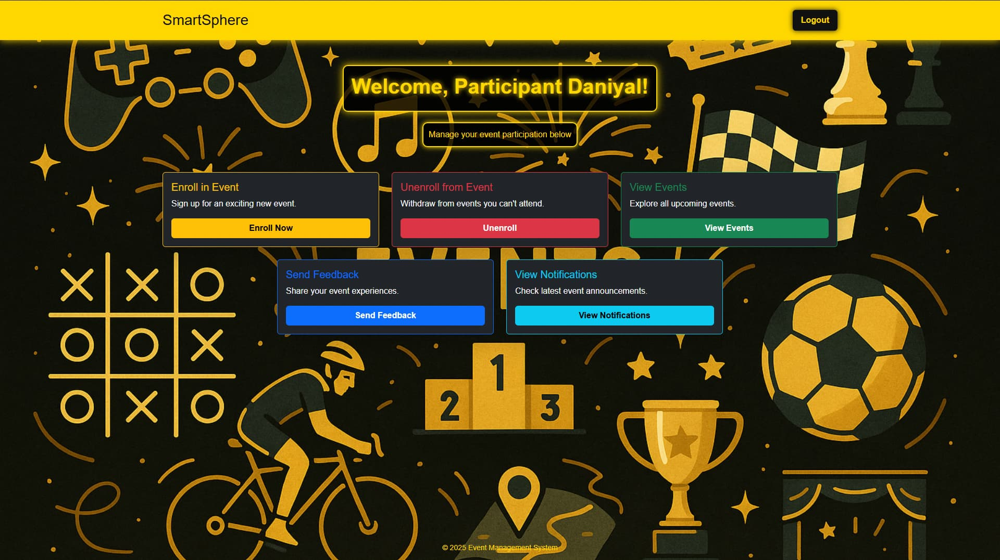 SmartSphere
Logout
Welcome, Participant Daniyal!
Manage your event participation below
Enroll in Event
Sign up for an exciting new event.
Enroll Now
Unenroll from Event
Withdraw from events you can't attend.
Unenroll
View Events
Explore all upcoming events.
View Events
Send Feedback
Share your event experiences.
Send Feedback
View Notifications
Check latest event announcements.
View Notifications
X X O
O O X
O X O
1
2
3
© 2025 Event Management System